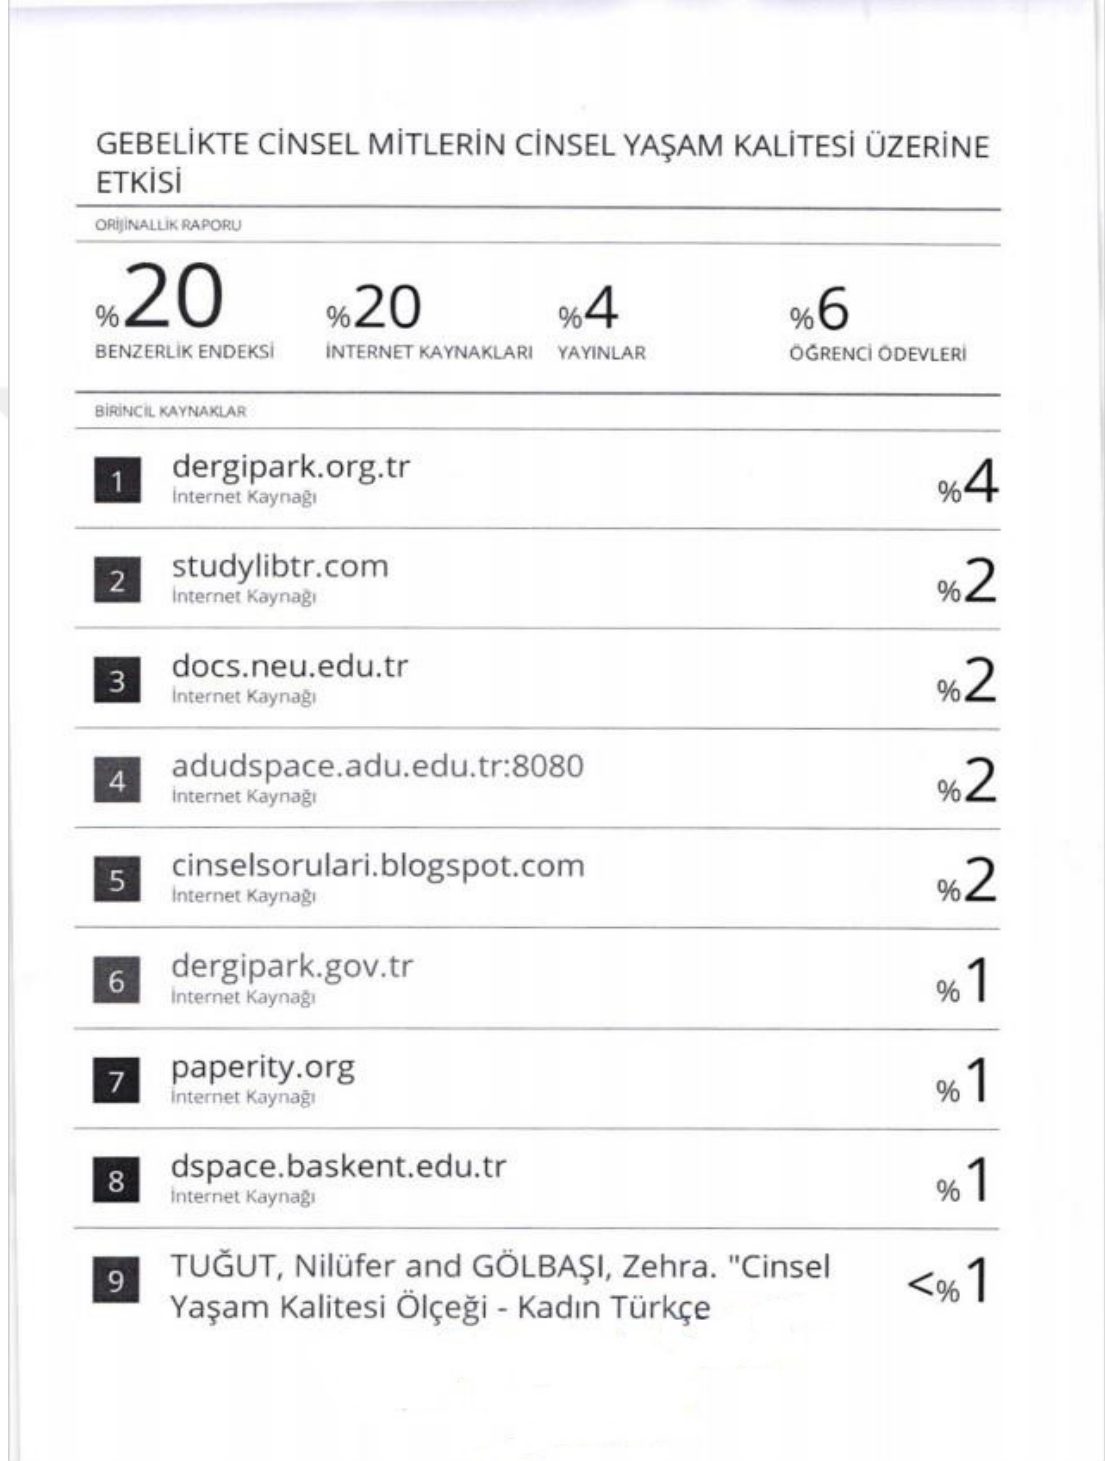 GEBELİKTE CİNSEL MİTLERİN CİNSEL YAŞAM KALİTESİ ÜZERİNE
ETKİSİ
ORİJİNALLİK RAPORU
%20 %20 %4 %6
BENZERLİK ENDEKSİ İNTERNET KAYNAKLARI YAYINLAR ÖĞRENCİ ÖDEVLERİ
BİRİNCİL KAYNAKLAR
1 dergipark.org.tr %4
İnternet Kaynağı
2 studylibtr.com %2
İnternet Kaynağı
3 docs.neu.edu.tr %2
İnternet Kaynağı
4 adudspace.adu.edu.tr:8080 %2
İnternet Kaynağı
5 cinselsorulari.blogspot.com %2
İnternet Kaynağı
6 dergipark.gov.tr %1
İnternet Kaynağı
7 paperity.org %1
İnternet Kaynağı
8 dspace.baskent.edu.tr %1
İnternet Kaynağı
9 TUĞUT, Nilüfer and GÖLBAŞI, Zehra. "Cinsel <%1
Yaşam Kalitesi Ölçeği - Kadın Türkçe